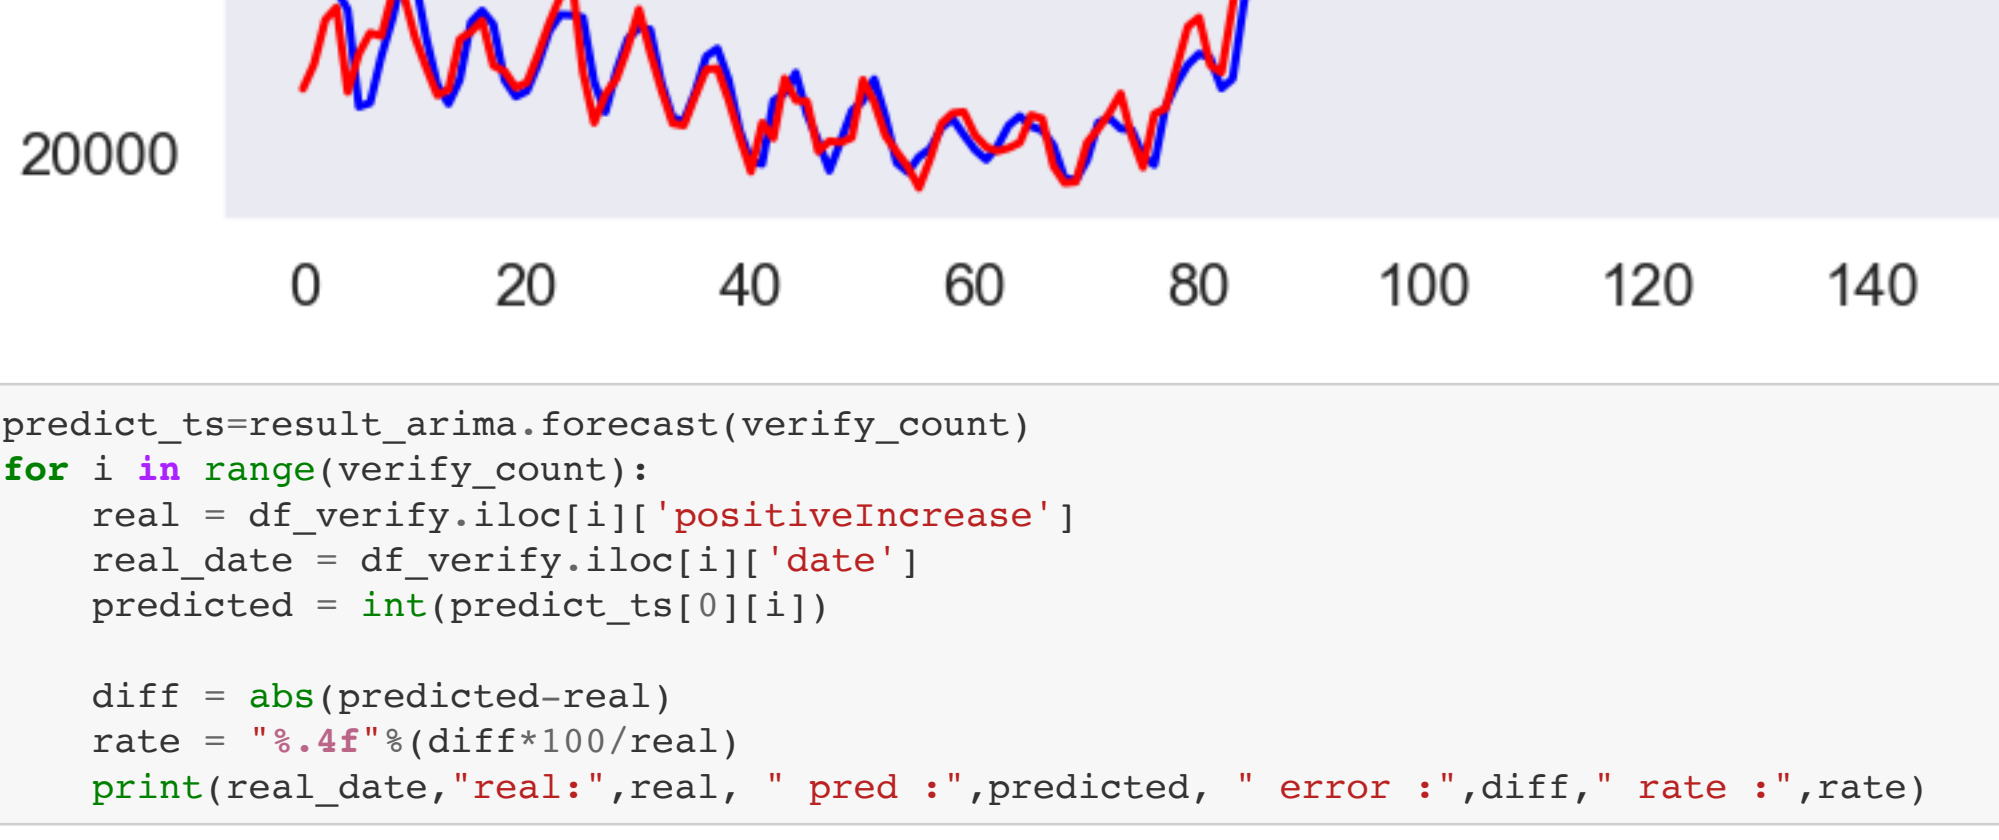 20000
0 20 40 60 80 100 120 140
predict_ts=result_arima.forecast(verify_count)
for i in range(verify_count):
    real = df_verify.iloc[i]['positiveIncrease']
    real_date = df_verify.iloc[i]['date']
    predicted = int(predict_ts[0][i])
    diff = abs(predicted-real)
    rate = "%.4f"%(diff*100/real)
    print(real_date,"real:",real, " pred :",predicted, " error :",diff," rate :",rate)